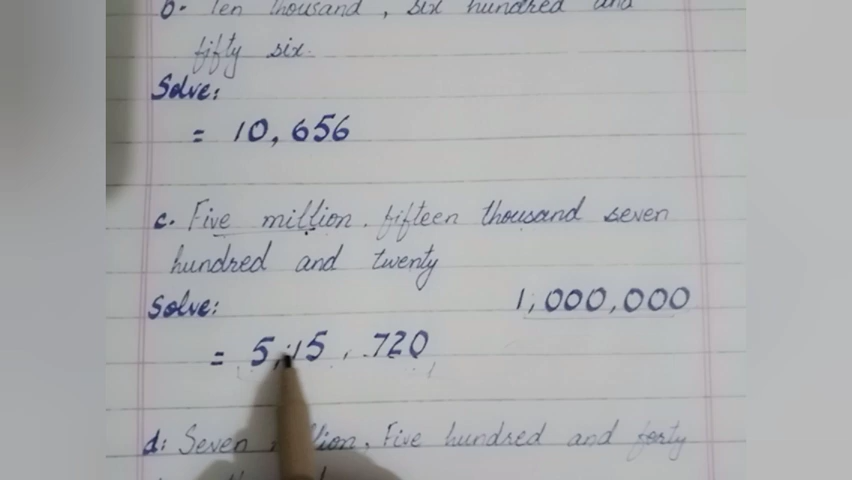 b. Ten thousand, six hundred and
fifty six.
Solve:
= 10,656
c. Five million. fifteen thousand seven
hundred and twenty
Solve:
1,000,000
= 5,15,720
d: Seven million, Five hundred and forty